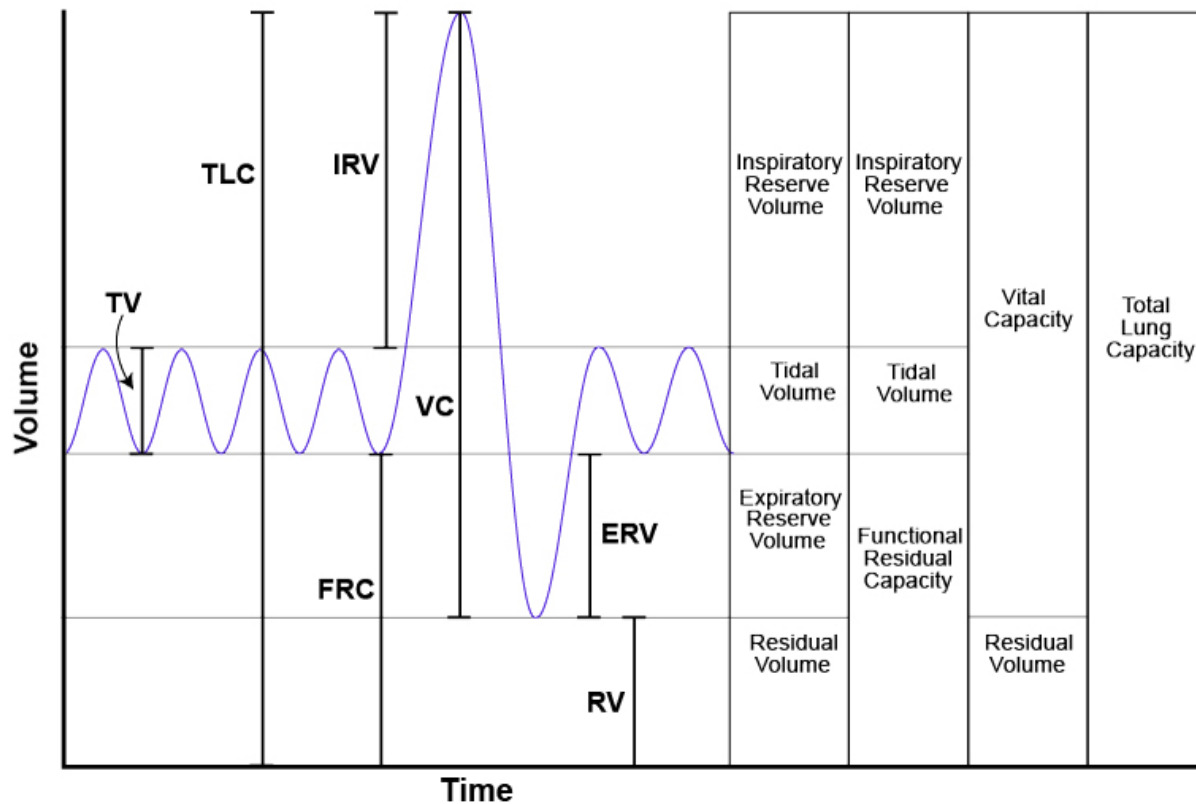 TLC
IRV
TV
VC
FRC
ERV
RV
Volume
Time
Inspiratory
Reserve
Volume
Tidal
Volume
Expiratory
Reserve
Volume
Residual
Volume
Inspiratory
Reserve
Volume
Tidal
Volume
Functional
Residual
Capacity
Vital
Capacity
Residual
Volume
Total
Lung
Capacity